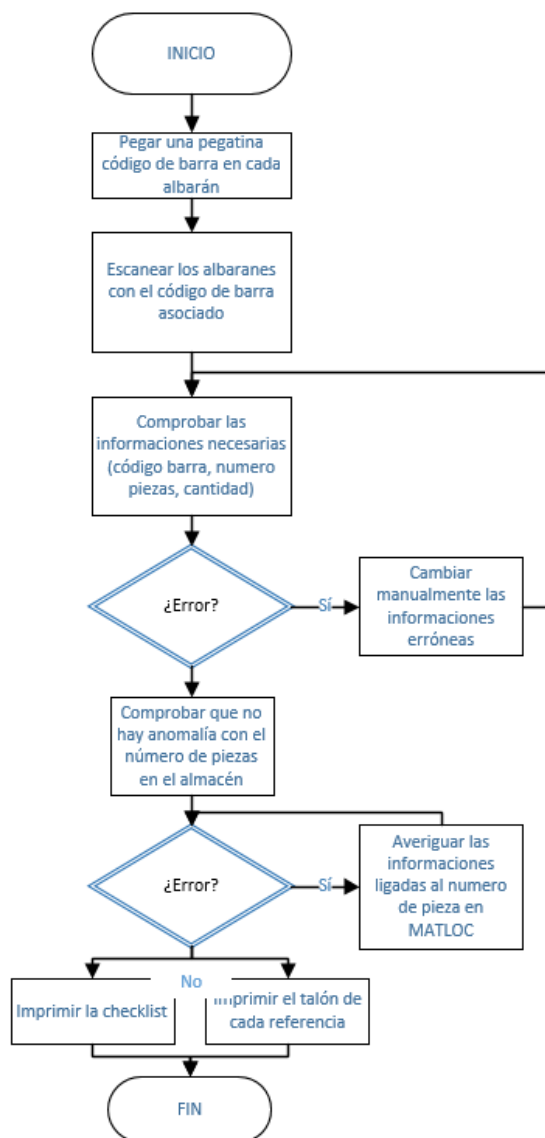 INICIO
Pegar una pegatina
código de barra en cada
albarán
Escanear los albaranes
con el código de barra
asociado
Comprobar las
informaciones necesarias
(código barra, numero
piezas, cantidad)
¿Error?
Sí
Cambiar
manualmente las
informaciones
erróneas
Comprobar que no
hay anomalía con el
número de piezas
en el almacén
¿Error?
Sí
Averiguar las
informaciones
ligadas al numero
de pieza en
MATLOC
No
Imprimir la checklist
Imprimir el talón de
cada referencia
FIN